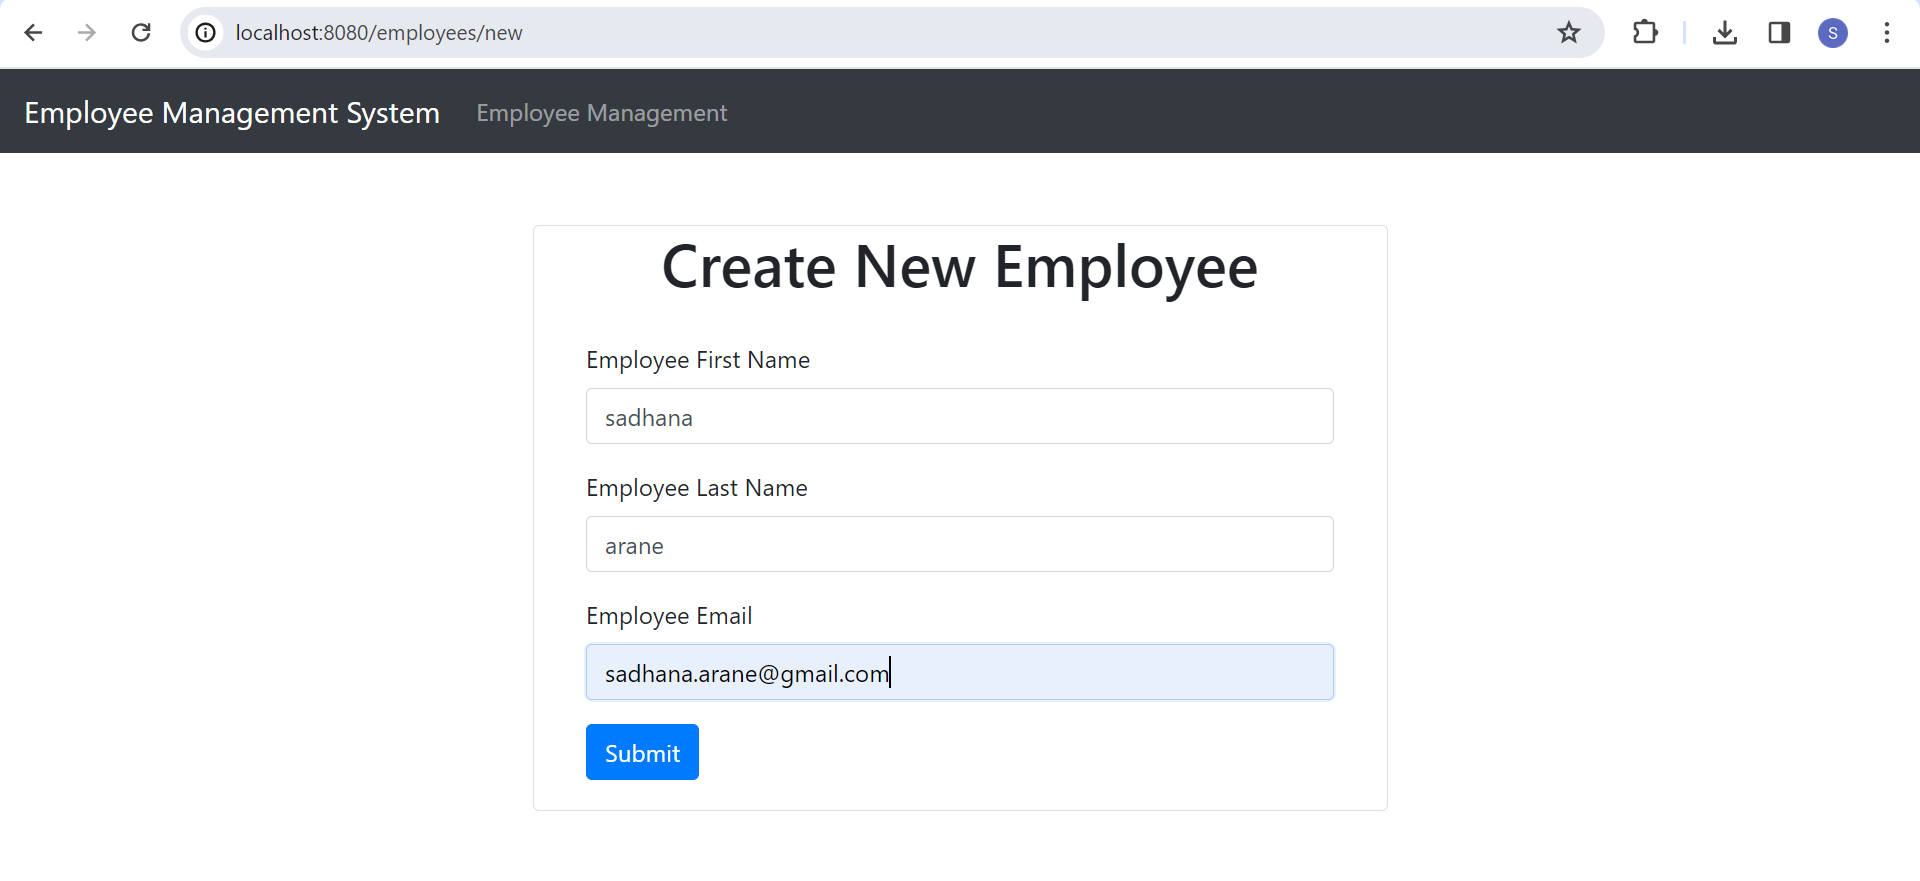 localhost:8080/employees/new
S
Employee Management System Employee Management
Create New Employee
Employee First Name
sadhana
Employee Last Name
arane
Employee Email
sadhana.arane@gmail.com
Submit